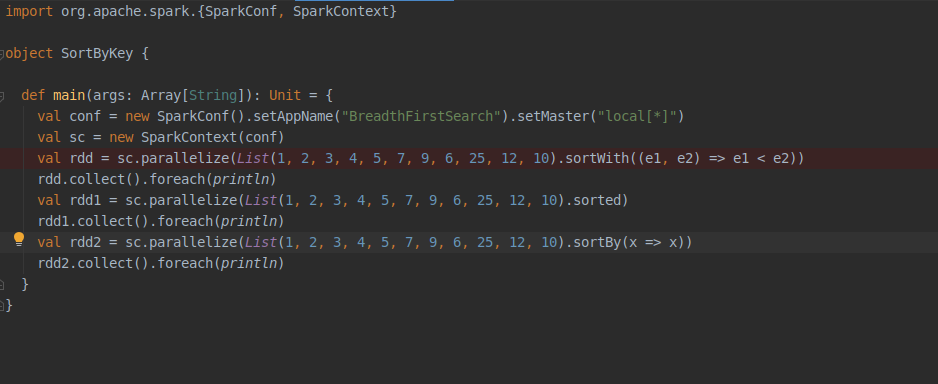 import org.apache.spark.{SparkConf, SparkContext}
object SortByKey {
def main(args: Array[String]): Unit = {
val conf = new SparkConf().setAppName("BreadthFirstSearch").setMaster("local[*]")
val sc = new SparkContext(conf)
val rdd = sc.parallelize(List(1, 2, 3, 4, 5, 7, 9, 6, 25, 12, 10).sortWith((e1, e2) => e1 < e2))
rdd.collect().foreach(println)
val rdd1 = sc.parallelize(List(1, 2, 3, 4, 5, 7, 9, 6, 25, 12, 10).sorted)
rdd1.collect().foreach(println)
val rdd2 = sc.parallelize(List(1, 2, 3, 4, 5, 7, 9, 6, 25, 12, 10).sortBy(x => x))
rdd2.collect().foreach(println)
}
}